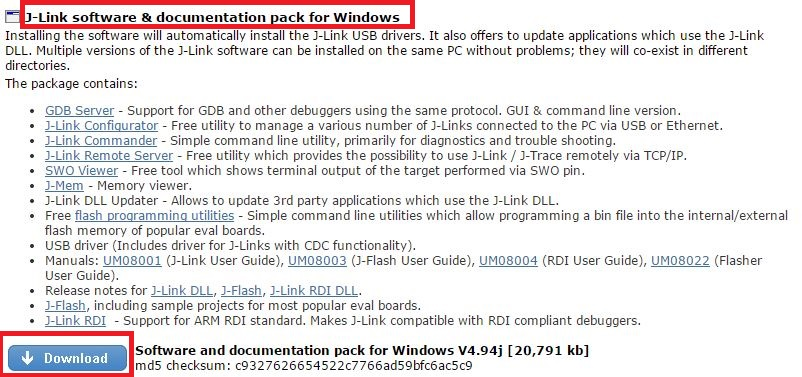 J-Link software & documentation pack for Windows
Installing the software will automatically install the J-Link USB drivers. It also offers to update applications which use the J-Link
DLL. Multiple versions of the J-Link software can be installed on the same PC without problems; they will co-exist in different
directories.
The package contains:
• GDB Server - Support for GDB and other debuggers using the same protocol. GUI & command line version.
• J-Link Configurator - Free utility to manage a various number of J-Links connected to the PC via USB or Ethernet.
• J-Link Commander - Simple command line utility, primarily for diagnostics and trouble shooting.
• J-Link Remote Server - Free utility which provides the possibility to use J-Link / J-Trace remotely via TCP/IP.
• SWO Viewer - Free tool which shows terminal output of the target performed via SWO pin.
• J-Mem - Memory viewer.
• J-Link DLL Updater - Allows to update 3rd party applications which use the J-Link DLL.
• Free flash programming utilities - Simple command line utilities which allow programming a bin file into the internal/external
flash memory of popular eval boards.
• USB driver (Includes driver for J-Links with CDC functionality).
• Manuals: UM08001 (J-Link User Guide), UM08003 (J-Flash User Guide), UM08004 (RDI User Guide), UM08022 (Flasher
User Guide).
• Release notes for J-Link DLL, J-Flash, J-Link RDI DLL.
• J-Flash, including sample projects for most popular eval boards.
• J-Link RDI - Support for ARM RDI standard. Makes J-Link compatible with RDI compliant debuggers.
Download
Software and documentation pack for Windows V4.94j [20,791 kb]
md5 checksum: c9327626654522c7766ad59bfc6ac5c9